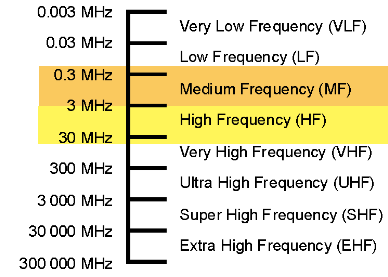 0.003 MHz
Very Low Frequency (VLF)
0.03 MHz
Low Frequency (LF)
0.3 MHz
Medium Frequency (MF)
3 MHz
High Frequency (HF)
30 MHz
Very High Frequency (VHF)
300 MHz
Ultra High Frequency (UHF)
3 000 MHz
Super High Frequency (SHF)
30 000 MHz
Extra High Frequency (EHF)
300 000 MHz